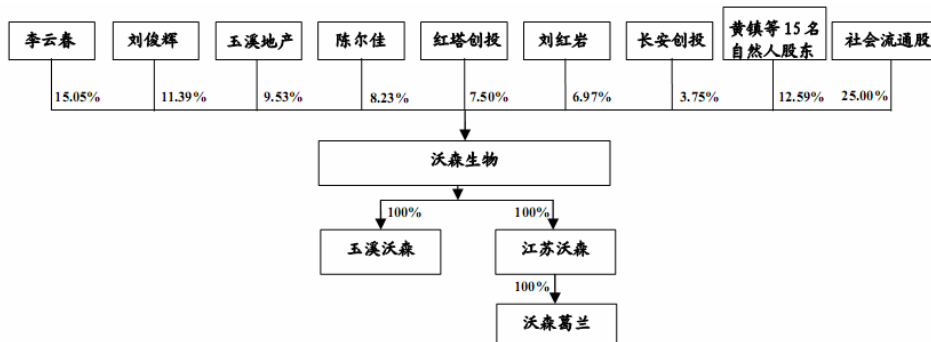 李云春
刘俊辉
玉溪地产
陈尔佳
红塔创投
刘红岩
长安创投
黄镇等15名
自然人股东
社会流通股
15.05%
11.39%
9.53%
8.23%
7.50%
6.97%
3.75%
12.59%
25.00%
沃森生物
100%
100%
玉溪沃森
江苏沃森
100%
沃森葛兰